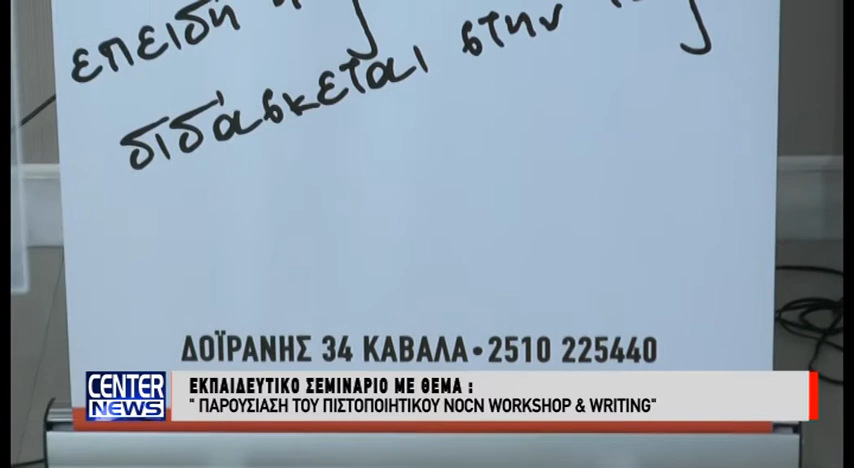 επειδή
διδάσκεται στην
ΔΟΪΡΑΝΗΣ 34 ΚΑΒΑΛΑ • 2510 225440
CENTER NEWS
ΕΚΠΑΙΔΕΥΤΙΚΟ ΣΕΜΙΝΑΡΙΟ ΜΕ ΘΕΜΑ :
" ΠΑΡΟΥΣΙΑΣΗ ΤΟΥ ΠΙΣΤΟΠΟΙΗΤΙΚΟΥ NOCN WORKSHOP & WRITING"